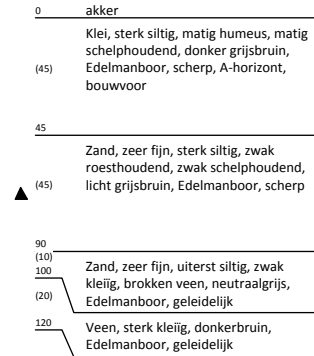 0 akker
Klei, sterk siltig, matig humeus, matig
schelphoudend, donker grijsbruin,
(45) Edelmanboor, scherp, A-horizont,
bouwvoor
45
Zand, zeer fijn, sterk siltig, zwak
roesthoudend, zwak schelphoudend,
(45) licht grijsbruin, Edelmanboor, scherp
90
(10)
Zand, zeer fijn, uiterst siltig, zwak
100
kleiïg, brokken veen, neutraalgrijs,
(20)
Edelmanboor, geleidelijk
120
Veen, sterk kleiïg, donkerbruin,
Edelmanboor, geleidelijk